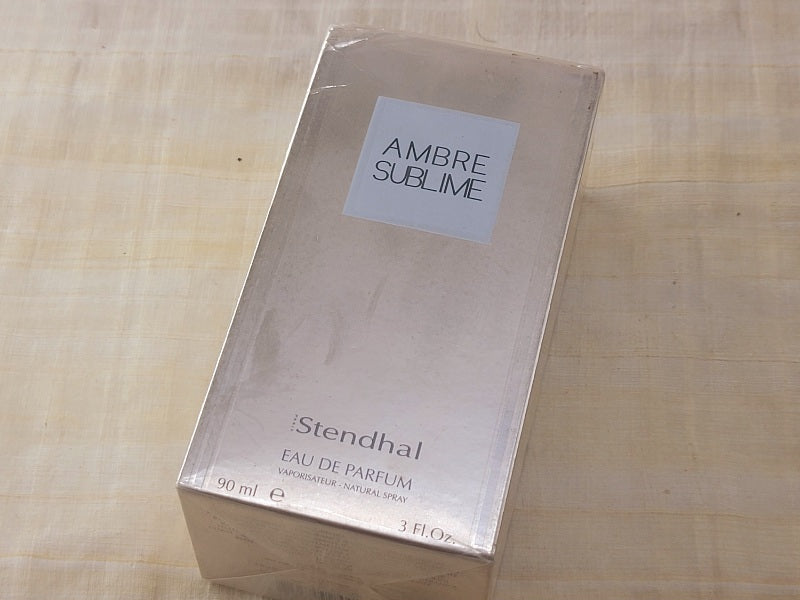 AMBRE
SUBLIME
Stendhal
EAU DE PARFUM
VAPORISATEUR - NATURAL SPRAY
90 ml ℮
3 Fl.Oz.